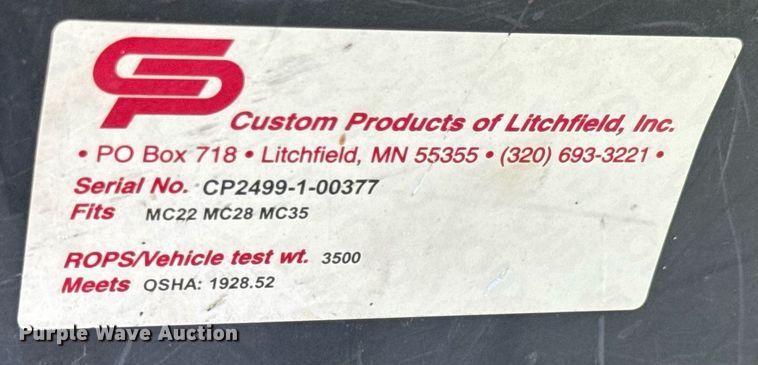 CP
Custom Products of Litchfield, Inc.
• PO Box 718 • Litchfield, MN 55355 • (320) 693-3221 •
Serial No. CP2499-1-00377
Fits MC22 MC28 MC35
ROPS/Vehicle test wt. 3500
Meets OSHA: 1928.52
Purple Wave Auction